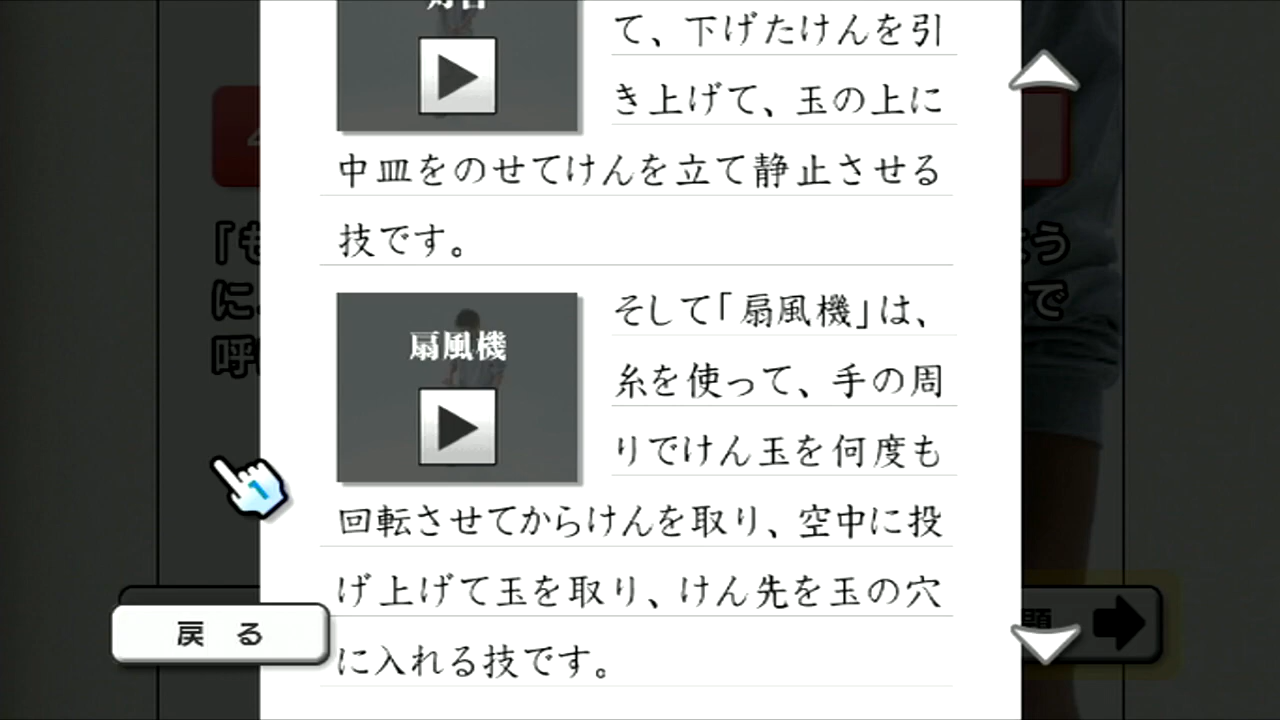 て、下げたけんを引
き上げて、玉の上に
中皿をのせてけんを立て静止させる
技です。
扇風機
そして「扇風機」は、
糸を使って、手の周
りでけん玉を何度も
回転させてからけんを取り、空中に投
げ上げて玉を取り、けん先を玉の穴
に入れる技です。
戻る